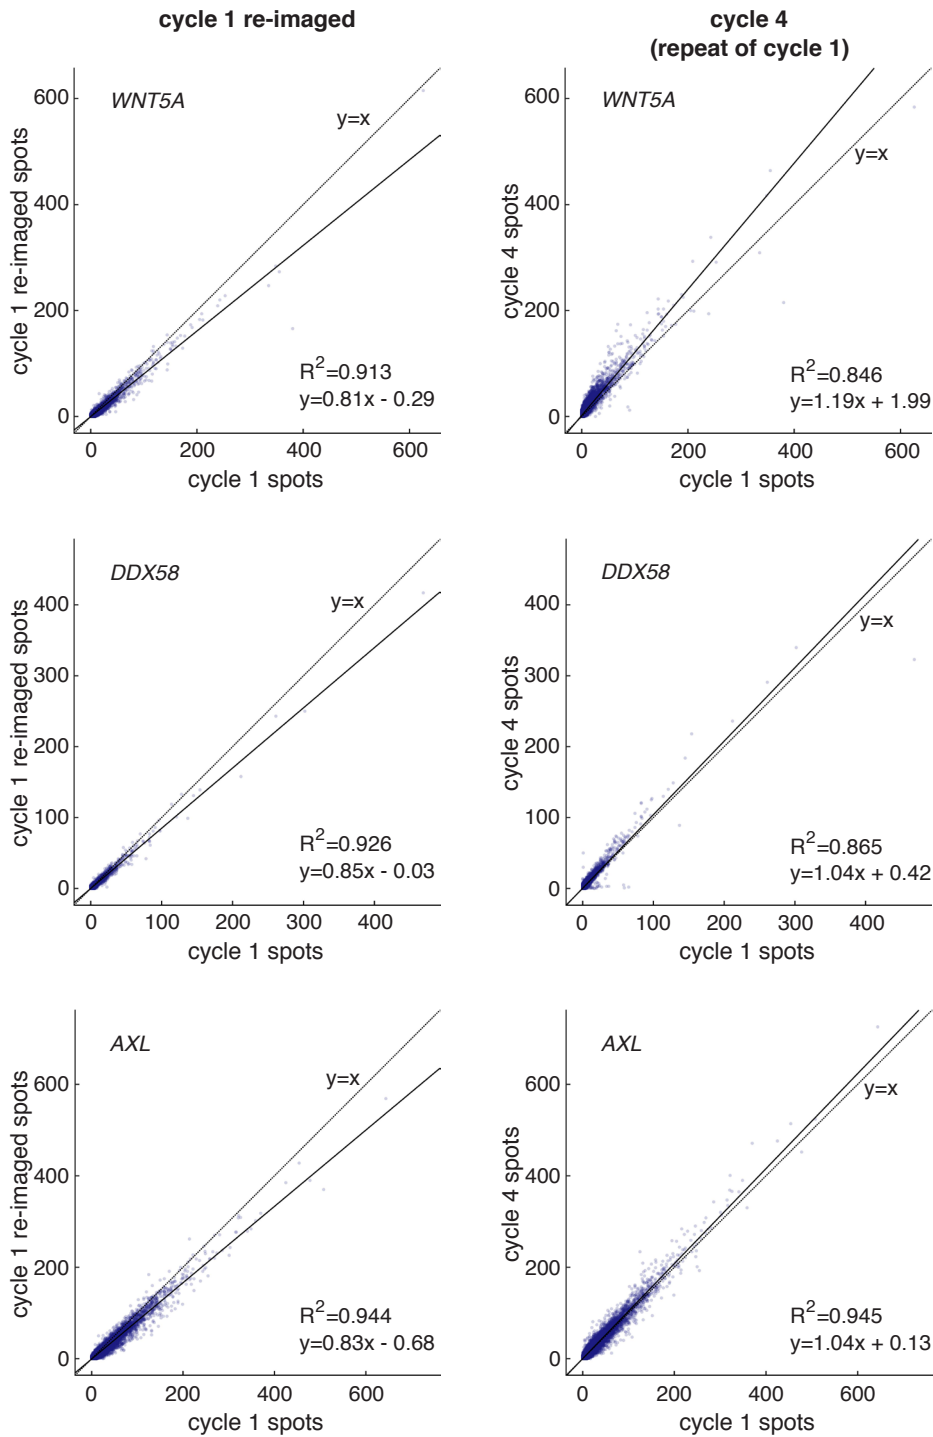 cycle 1 re-imaged
cycle 4
(repeat of cycle 1)
WNT5A
y=x
cycle 1 re-imaged spots
600
400
200
0
R²=0.913
y=0.81x - 0.29
0 200 400 600
cycle 1 spots
WNT5A
y=x
cycle 4 spots
600
400
200
0
R²=0.846
y=1.19x + 1.99
0 200 400 600
cycle 1 spots
DDX58
y=x
cycle 1 re-imaged spots
400
300
200
100
0
R²=0.926
y=0.85x - 0.03
0 100 200 300 400
cycle 1 spots
DDX58
y=x
cycle 4 spots
400
300
200
100
0
R²=0.865
y=1.04x + 0.42
0 100 200 300 400
cycle 1 spots
AXL
y=x
cycle 1 re-imaged spots
600
400
200
0
R²=0.944
y=0.83x - 0.68
0 200 400 600
cycle 1 spots
AXL
y=x
cycle 4 spots
600
400
200
0
R²=0.945
y=1.04x + 0.13
0 200 400 600
cycle 1 spots